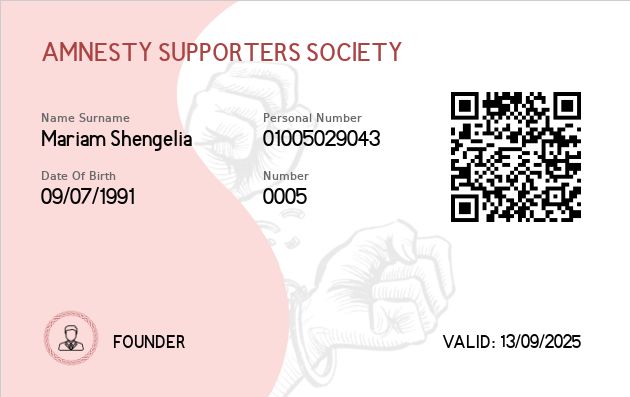 AMNESTY SUPPORTERS SOCIETY
Name Surname
Mariam Shengelia
Personal Number
01005029043
Date Of Birth
09/07/1991
Number
0005
FOUNDER
VALID: 13/09/2025